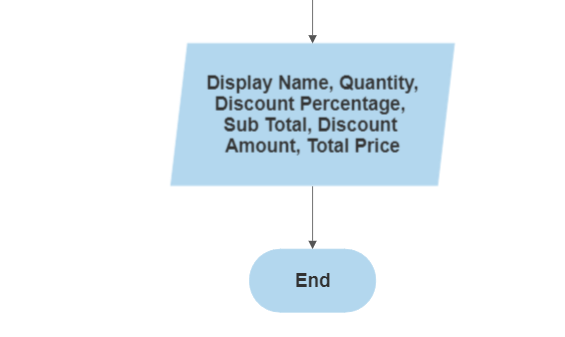 Display Name, Quantity,
Discount Percentage,
Sub Total, Discount
Amount, Total Price
End